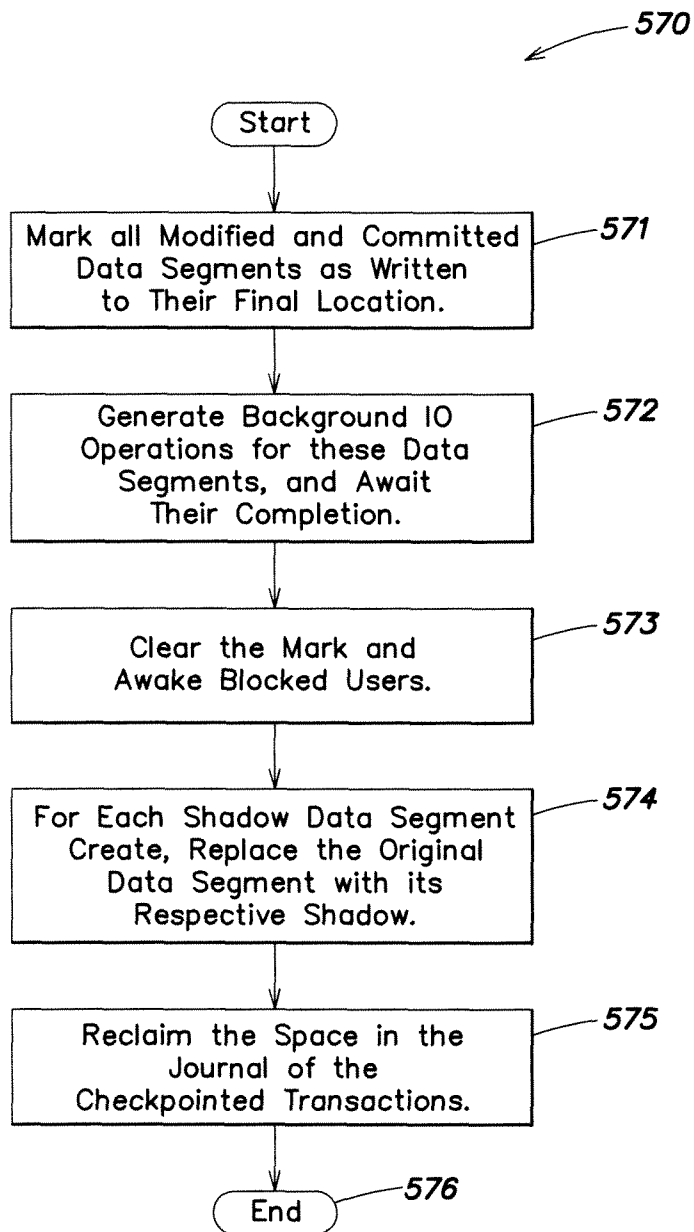 570
Start
Mark all Modified and Committed
Data Segments as Written
to Their Final Location.
571
Generate Background IO
Operations for these Data
Segments, and Await
Their Completion.
572
Clear the Mark and
Awake Blocked Users.
573
For Each Shadow Data Segment
Create, Replace the Original
Data Segment with its
Respective Shadow.
574
Reclaim the Space in the
Journal of the
Checkpointed Transactions.
575
End
576